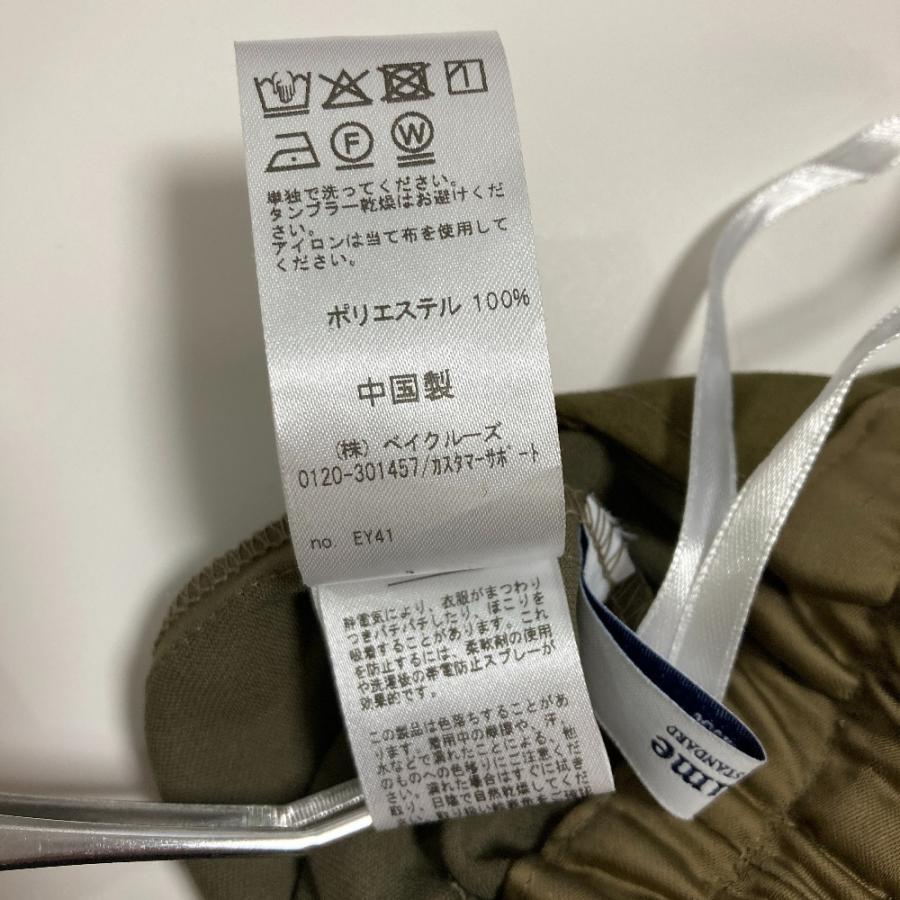 F
W
単独で洗ってください。
タンブラー乾燥はお避けくだ
さい。
アイロンは当て布を使用して
ください。
ポリエステル 100%
中国製
(株) ベイクルーズ
0120-301457/カスタマーサポート
no. EY41
静電気により、衣服がまつわり
つきパチパチしたり、ほこりを
吸着することがあります。これ
を防止するには、柔軟剤の使用
や洗濯後の帯電防止スプレーが
効果的です。
この製品は色落ちすることがあ
ります。着用中の摩擦や、汗、
水などで濡れたことによる、他
のものへの色移りにご注意くだ
さい。濡れた場合はすぐに拭き
取り、日陰で自然乾燥してくだ
STANDARD